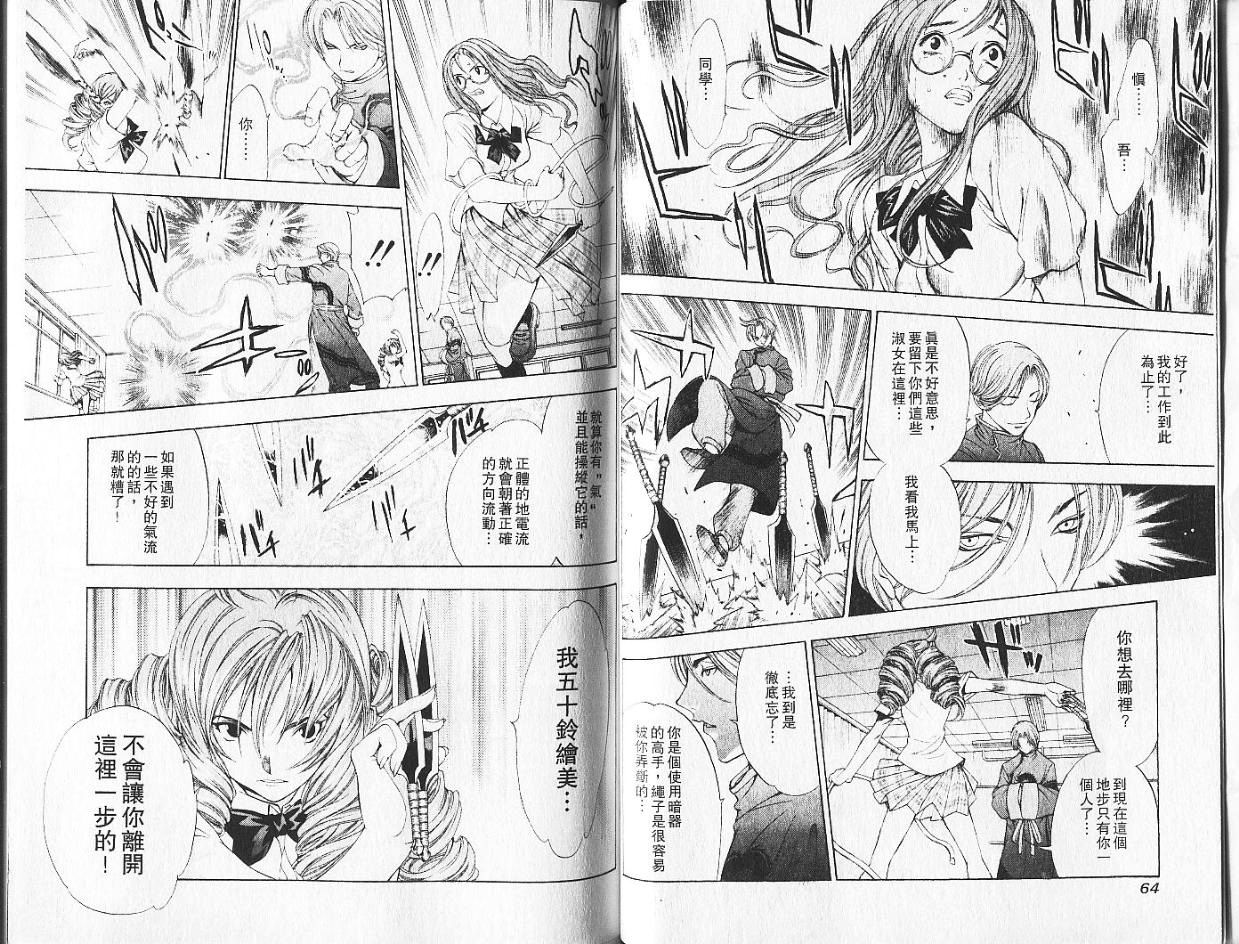 慎……
吾…
同學…
好了，
我的工作到此
為止了…
眞是不好意思，
要留下你們這些
淑女在這裡…
我看我馬上…
你想去哪裡？
到現在這個
地步只有你一
個人了…
…我到是
徹底忘了…
你是個使用暗器
的高手，繩子是很容易
被你弄斷的…
64
你……
!!
!!
就算你有〝氣〞
並且能操縱它的話，
正體的地電流
就會朝著正確
的方向流動…
如果遇到
一些不好的氣流
的的話，
那就糟了！
我五十鈴繪美…
不會讓你離開
這裡一步的！